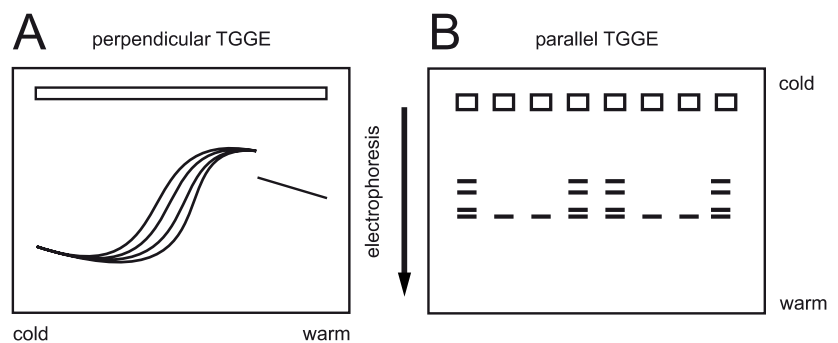 A
perpendicular TGGE
cold
warm
electrophoresis
B
parallel TGGE
cold
warm